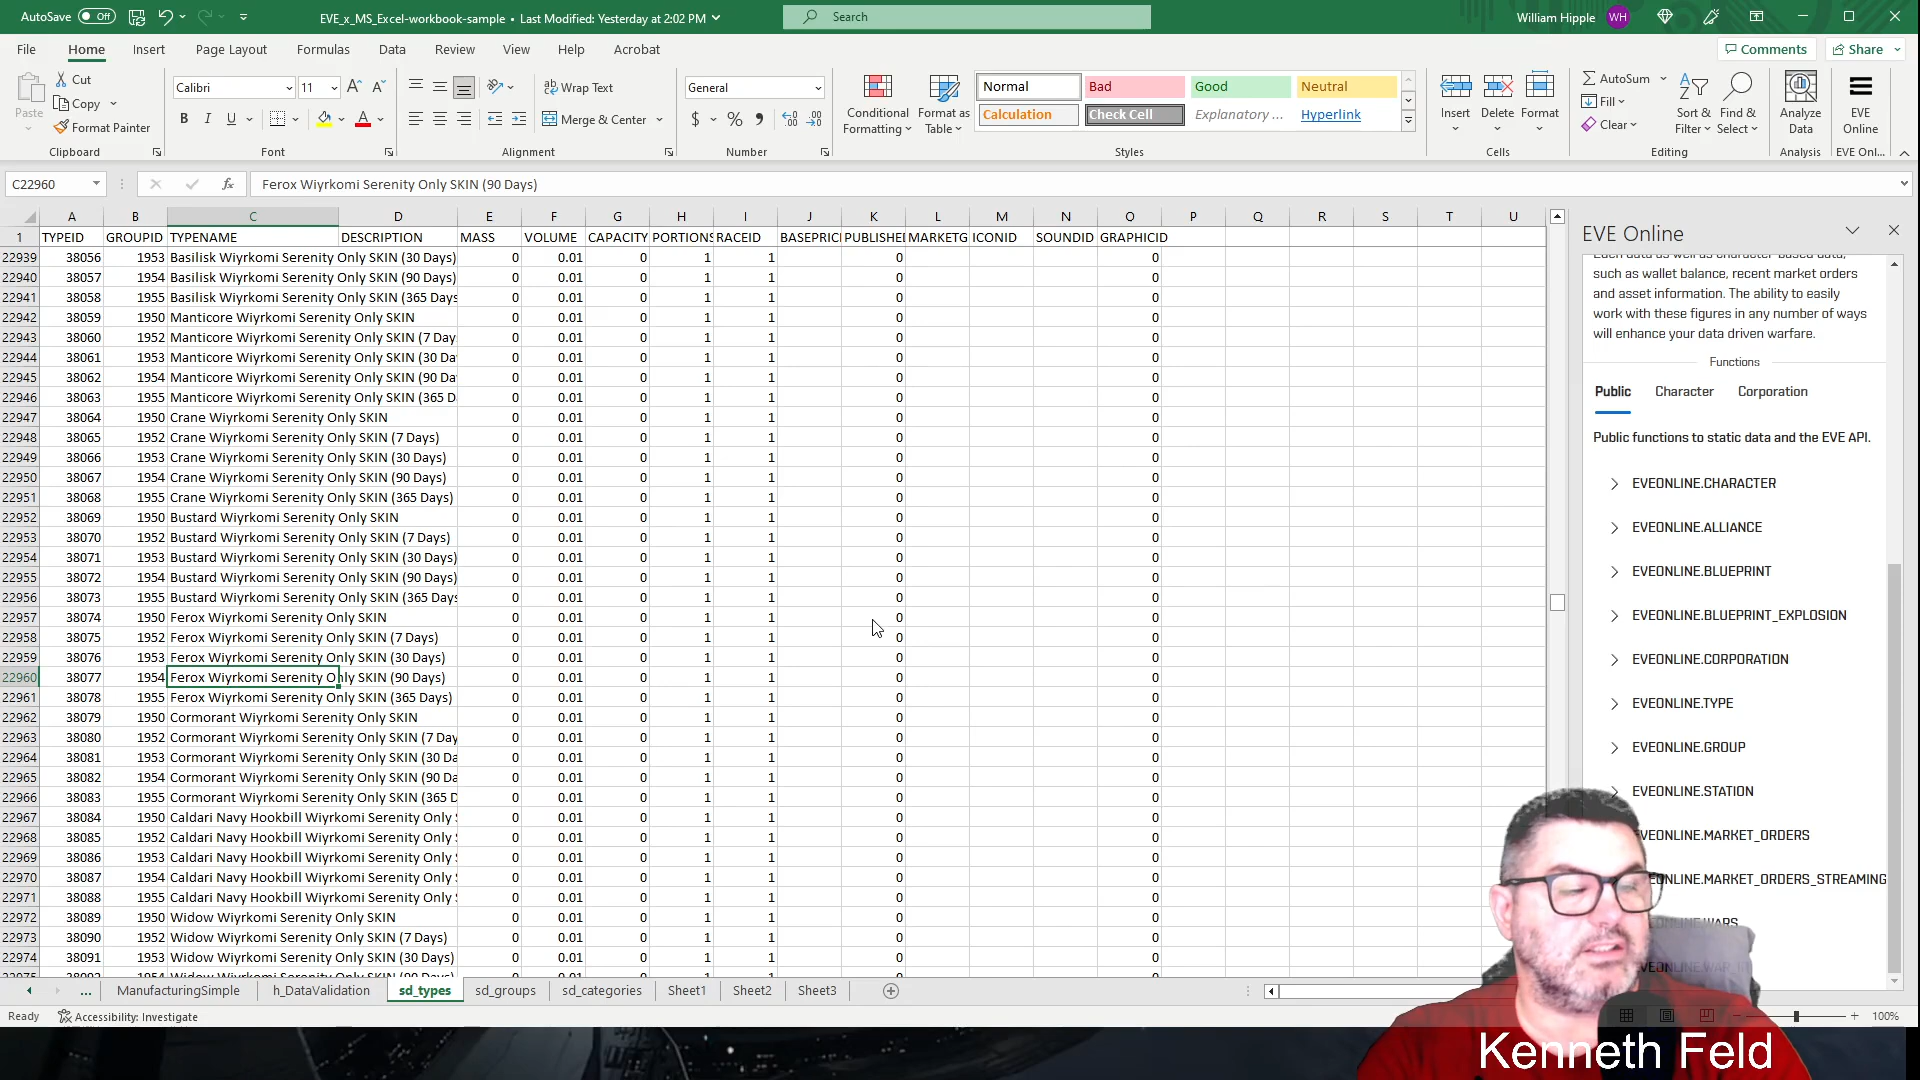 AutoSave Off EVE_x_MS_Excel-workbook-sample • Last Modified: Yesterday at 2:02 PM Search William Hipple WH
File Home Insert Page Layout Formulas Data Review View Help Acrobat Comments Share
Paste Cut Copy Format Painter Clipboard
Calibri 11 B I U A A Font
Wrap Text Merge & Center Alignment
General $ % Number
Conditional Formatting Format as Table
Normal Bad Good Neutral
Calculation Check Cell Explanatory ... Hyperlink
Styles
Insert Delete Format Cells
AutoSum Fill Clear Sort & Filter Find & Select Editing
Analyze Data Analysis
EVE Online EVE Onl...
C22960 fx Ferox Wiyrkomi Serenity Only SKIN (90 Days)
A B C D E F G H I J K L M N O P Q R S T U
1 TYPEID GROUPID TYPENAME DESCRIPTION MASS VOLUME CAPACITY PORTIONS RACEID BASEPRIC PUBLISHE MARKETG ICONID SOUNDID GRAPHICID
22939 38056 1953 Basilisk Wiyrkomi Serenity Only SKIN (30 Days) 0 0.01 0 1 1 0 0
22940 38057 1954 Basilisk Wiyrkomi Serenity Only SKIN (90 Days) 0 0.01 0 1 1 0 0
22941 38058 1955 Basilisk Wiyrkomi Serenity Only SKIN (365 Days 0 0.01 0 1 1 0 0
22942 38059 1950 Manticore Wiyrkomi Serenity Only SKIN 0 0.01 0 1 1 0 0
22943 38060 1952 Manticore Wiyrkomi Serenity Only SKIN (7 Day 0 0.01 0 1 1 0 0
22944 38061 1953 Manticore Wiyrkomi Serenity Only SKIN (30 Da 0 0.01 0 1 1 0 0
22945 38062 1954 Manticore Wiyrkomi Serenity Only SKIN (90 Da 0 0.01 0 1 1 0 0
22946 38063 1955 Manticore Wiyrkomi Serenity Only SKIN (365 D 0 0.01 0 1 1 0 0
22947 38064 1950 Crane Wiyrkomi Serenity Only SKIN 0 0.01 0 1 1 0 0
22948 38065 1952 Crane Wiyrkomi Serenity Only SKIN (7 Days) 0 0.01 0 1 1 0 0
22949 38066 1953 Crane Wiyrkomi Serenity Only SKIN (30 Days) 0 0.01 0 1 1 0 0
22950 38067 1954 Crane Wiyrkomi Serenity Only SKIN (90 Days) 0 0.01 0 1 1 0 0
22951 38068 1955 Crane Wiyrkomi Serenity Only SKIN (365 Days) 0 0.01 0 1 1 0 0
22952 38069 1950 Bustard Wiyrkomi Serenity Only SKIN 0 0.01 0 1 1 0 0
22953 38070 1952 Bustard Wiyrkomi Serenity Only SKIN (7 Days) 0 0.01 0 1 1 0 0
22954 38071 1953 Bustard Wiyrkomi Serenity Only SKIN (30 Days) 0 0.01 0 1 1 0 0
22955 38072 1954 Bustard Wiyrkomi Serenity Only SKIN (90 Days) 0 0.01 0 1 1 0 0
22956 38073 1955 Bustard Wiyrkomi Serenity Only SKIN (365 Days 0 0.01 0 1 1 0 0
22957 38074 1950 Ferox Wiyrkomi Serenity Only SKIN 0 0.01 0 1 1 0 0
22958 38075 1952 Ferox Wiyrkomi Serenity Only SKIN (7 Days) 0 0.01 0 1 1 0 0
22959 38076 1953 Ferox Wiyrkomi Serenity Only SKIN (30 Days) 0 0.01 0 1 1 0 0
22960 38077 1954 Ferox Wiyrkomi Serenity Only SKIN (90 Days) 0 0.01 0 1 1 0 0
22961 38078 1955 Ferox Wiyrkomi Serenity Only SKIN (365 Days) 0 0.01 0 1 1 0 0
22962 38079 1950 Cormorant Wiyrkomi Serenity Only SKIN 0 0.01 0 1 1 0 0
22963 38080 1952 Cormorant Wiyrkomi Serenity Only SKIN (7 Day 0 0.01 0 1 1 0 0
22964 38081 1953 Cormorant Wiyrkomi Serenity Only SKIN (30 Da 0 0.01 0 1 1 0 0
22965 38082 1954 Cormorant Wiyrkomi Serenity Only SKIN (90 Da 0 0.01 0 1 1 0 0
22966 38083 1955 Cormorant Wiyrkomi Serenity Only SKIN (365 D 0 0.01 0 1 1 0 0
22967 38084 1950 Caldari Navy Hookbill Wiyrkomi Serenity Only 0 0.01 0 1 1 0 0
22968 38085 1952 Caldari Navy Hookbill Wiyrkomi Serenity Only 0 0.01 0 1 1 0 0
22969 38086 1953 Caldari Navy Hookbill Wiyrkomi Serenity Only 0 0.01 0 1 1 0 0
22970 38087 1954 Caldari Navy Hookbill Wiyrkomi Serenity Only 0 0.01 0 1 1 0 0
22971 38088 1955 Caldari Navy Hookbill Wiyrkomi Serenity Only 0 0.01 0 1 1 0 0
22972 38089 1950 Widow Wiyrkomi Serenity Only SKIN 0 0.01 0 1 1 0 0
22973 38090 1952 Widow Wiyrkomi Serenity Only SKIN (7 Days) 0 0.01 0 1 1 0 0
22974 38091 1953 Widow Wiyrkomi Serenity Only SKIN (30 Days) 0 0.01 0 1 1 0 0
22975 38092 1954 Widow Wiyrkomi Serenity Only SKIN (90 Days) 0 0.01 0 1 1 0 0
... ManufacturingSimple h_DataValidation sd_types sd_groups sd_categories Sheet1 Sheet2 Sheet3
Ready Accessibility: Investigate 100%
EVE Online
Each data as well as character based data,
such as wallet balance, recent market orders
and asset information. The ability to easily
work with these figures in any number of ways
will enhance your data driven warfare.
Functions
Public Character Corporation
Public functions to static data and the EVE API.
EVEONLINE.CHARACTER
EVEONLINE.ALLIANCE
EVEONLINE.BLUEPRINT
EVEONLINE.BLUEPRINT_EXPLOSION
EVEONLINE.CORPORATION
EVEONLINE.TYPE
EVEONLINE.GROUP
EVEONLINE.STATION
EVEONLINE.MARKET_ORDERS
ONLINE.MARKET_ORDERS_STREAMING
ONLINE.WARS
Kenneth Feld